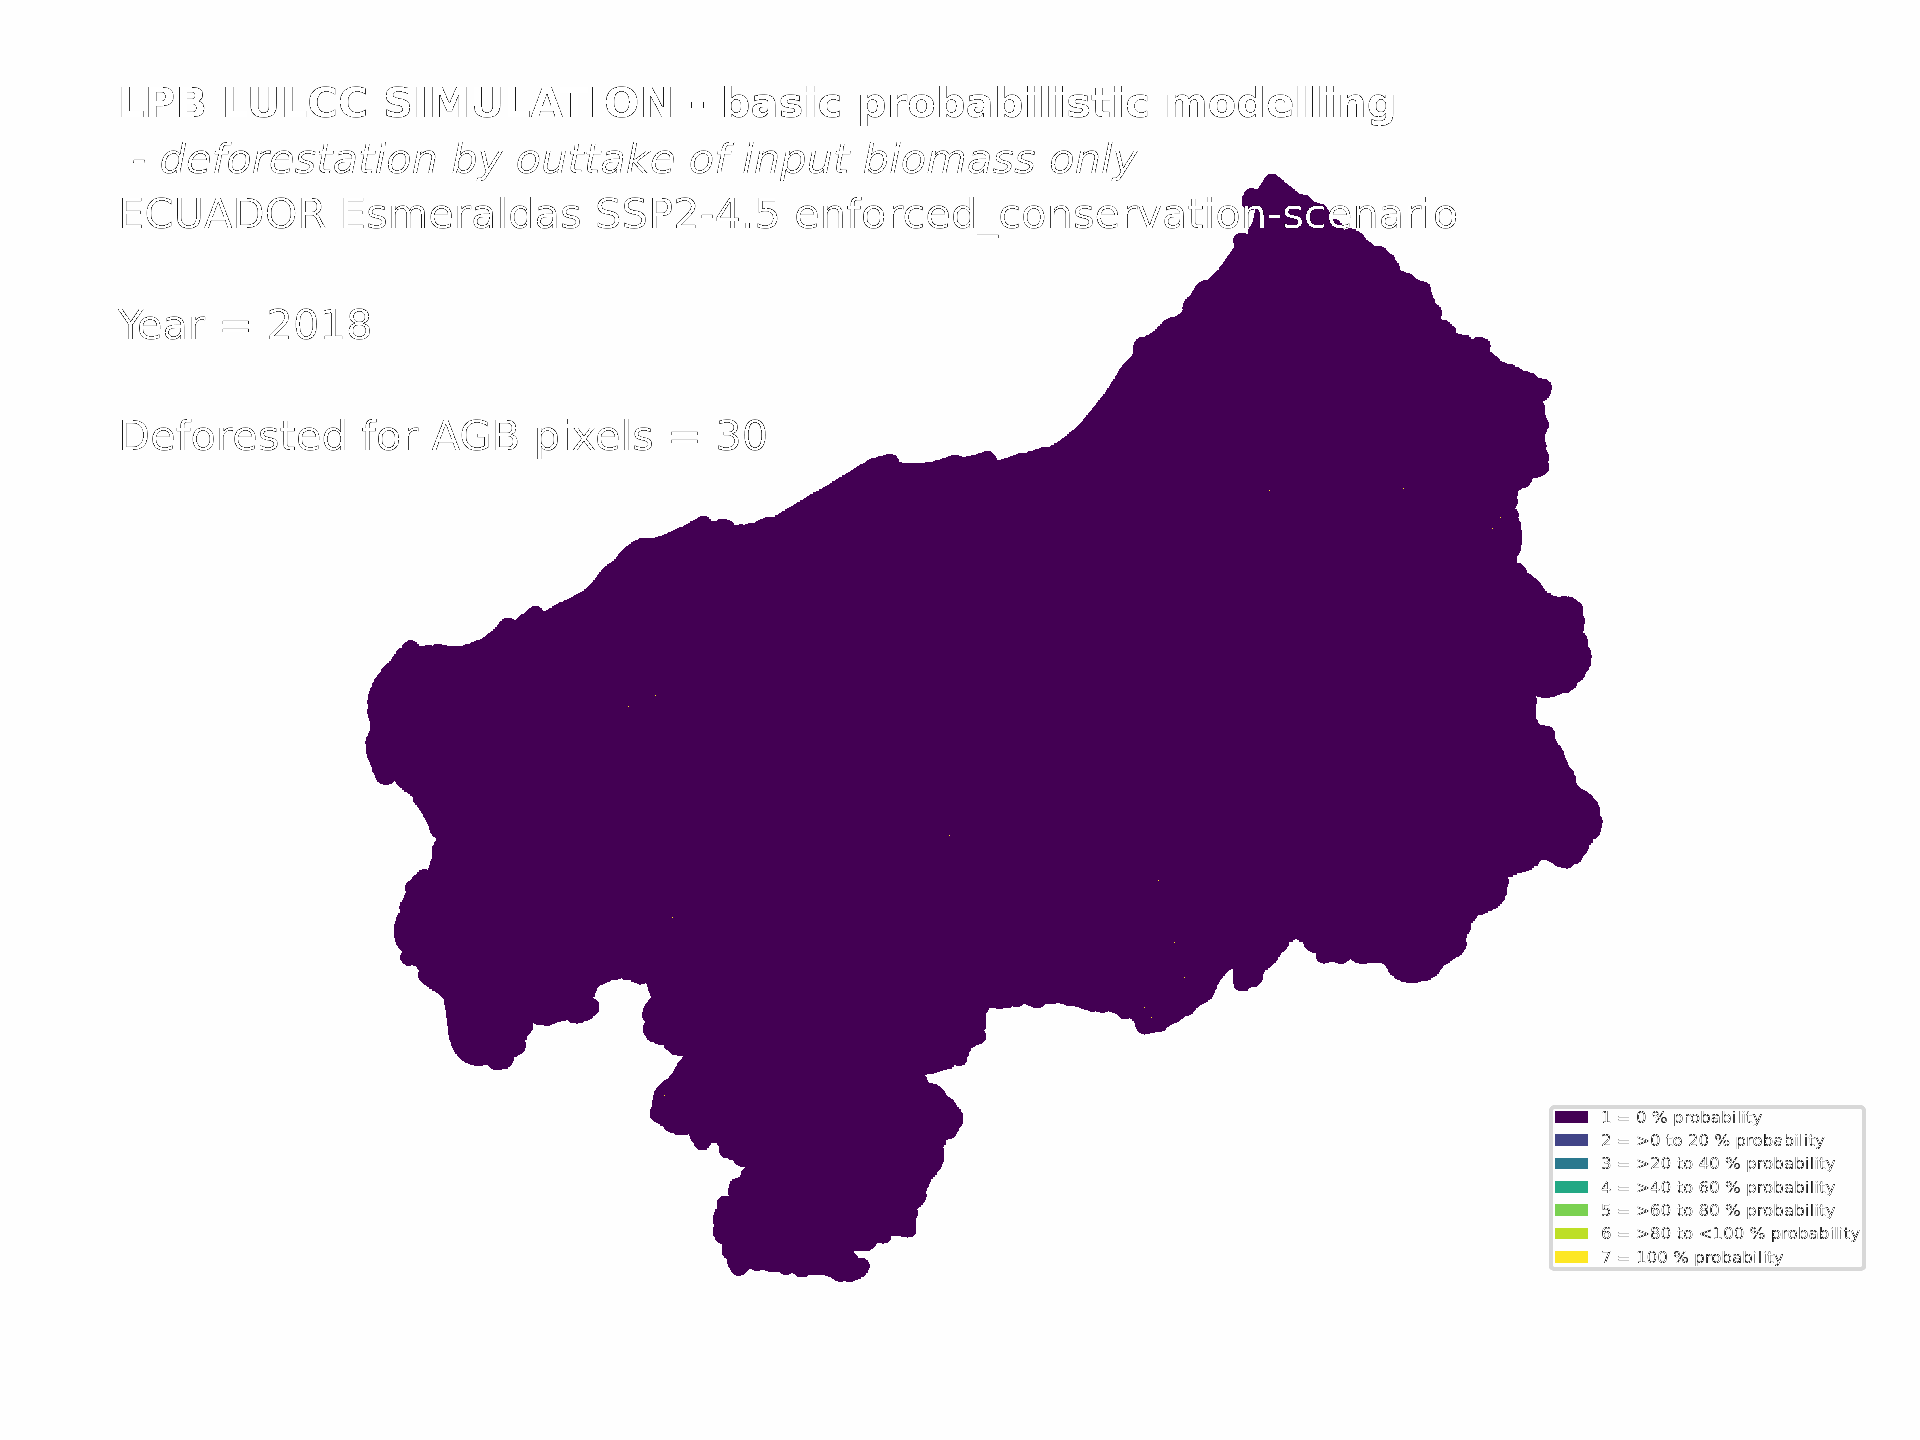 LPB LULCC SIMULATION - basic probabilistic modelling
- deforestation by outtake of input biomass only
ECUADOR Esmeraldas SSP2-4.5 enforced_conservation-scenario
Year = 2018
Deforested for AGB pixels = 30
1 = 0 % probability
2 = >0 to 20 % probability
3 = >20 to 40 % probability
4 = >40 to 60 % probability
5 = >60 to 80 % probability
6 = >80 to <100 % probability
7 = 100 % probability